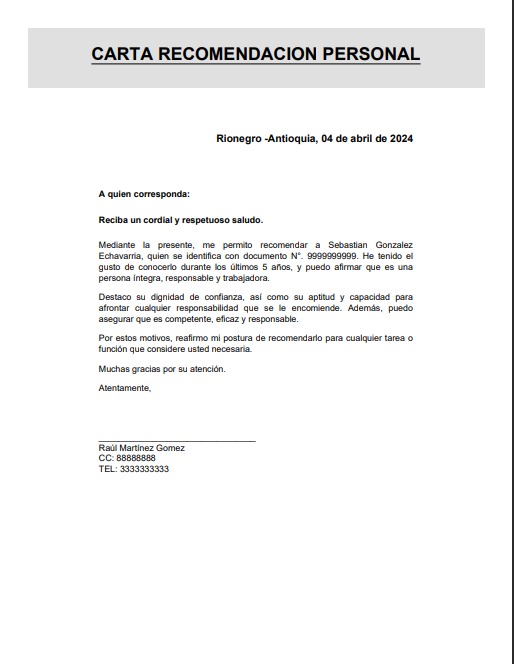 CARTA RECOMENDACION PERSONAL
Rionegro -Antioquia, 04 de abril de 2024
A quien corresponda:
Reciba un cordial y respetuoso saludo.
Mediante la presente, me permito recomendar a Sebastian Gonzalez
Echavarria, quien se identifica con documento N°. 9999999999. He tenido el
gusto de conocerlo durante los últimos 5 años, y puedo afirmar que es una
persona íntegra, responsable y trabajadora.
Destaco su dignidad de confianza, así como su aptitud y capacidad para
afrontar cualquier responsabilidad que se le encomiende. Además, puedo
asegurar que es competente, eficaz y responsable.
Por estos motivos, reafirmo mi postura de recomendarlo para cualquier tarea o
función que considere usted necesaria.
Muchas gracias por su atención.
Atentamente,
Raúl Martínez Gomez
CC: 88888888
TEL: 3333333333